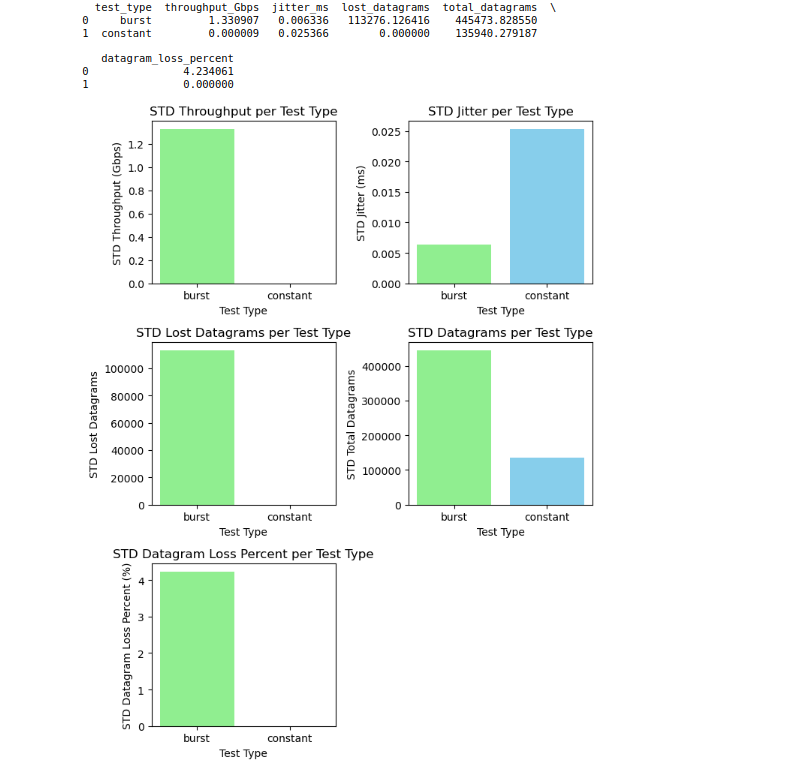 test_type throughput_Gbps jitter_ms lost_datagrams total_datagrams \
0 burst 1.330907 0.006336 113276.126416 445473.828550
1 constant 0.000009 0.025366 0.000000 135940.279187
datagram_loss_percent
0 4.234061
1 0.000000
STD Throughput per Test Type
STD Throughput (Gbps)
1.2
1.0
0.8
0.6
0.4
0.2
0.0
burst constant
Test Type
STD Jitter per Test Type
STD Jitter (ms)
0.025
0.020
0.015
0.010
0.005
0.000
burst constant
Test Type
STD Lost Datagrams per Test Type
STD Lost Datagrams
100000
80000
60000
40000
20000
0
burst constant
Test Type
STD Datagrams per Test Type
STD Total Datagrams
400000
300000
200000
100000
0
burst constant
Test Type
STD Datagram Loss Percent per Test Type
STD Datagram Loss Percent (%)
4
3
2
1
0
burst constant
Test Type